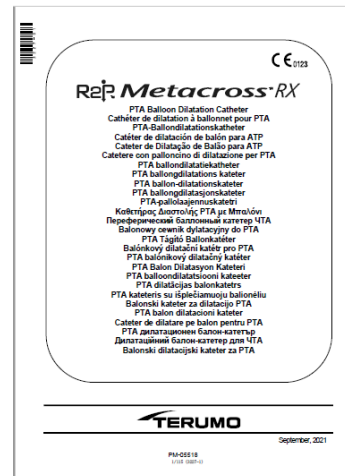 CE 0123
R2P Metacross RX
PTA Balloon Dilatation Catheter
Cathéter de dilatation à ballonnet pour PTA
PTA-Ballondilatationskatheter
Catéter de dilatación de balón para ATP
Cateter de Dilatação de Balão para ATP
Catetere con palloncino di dilatazione per PTA
PTA-ballondilatatiekatheter
PTA ballongdilatations kateter
PTA ballon-dilatationskateter
PTA ballongdilatasjonskateter
PTA-pallolaajennuskatetri
Καθετήρας Διαστολής PTA με Μπαλόνι
Периферический баллонный катетер ЧТА
Balonowy cewnik dylatacyjny do PTA
PTA Tágító Ballonkatéter
Balónkový dilatační katétr pro PTA
PTA balónikový dilatačný katéter
PTA Balon Dilatasyon Kateteri
PTA balloondilatatsiooni kateeter
PTA dilatācijas balonkatetrs
PTA kateteris su išplečiamuoju balionėliu
Balonski kateter za dilatacijo PTA
PTA balon dilatacioni kateter
Cateter de dilatare pe balon pentru PTA
PTA дилатационен балон-катетър
Дилатаційний балон-катетер для ЧТА
Balonski dilatacijski kateter za PTA
TERUMO
September, 2021
PM-05516